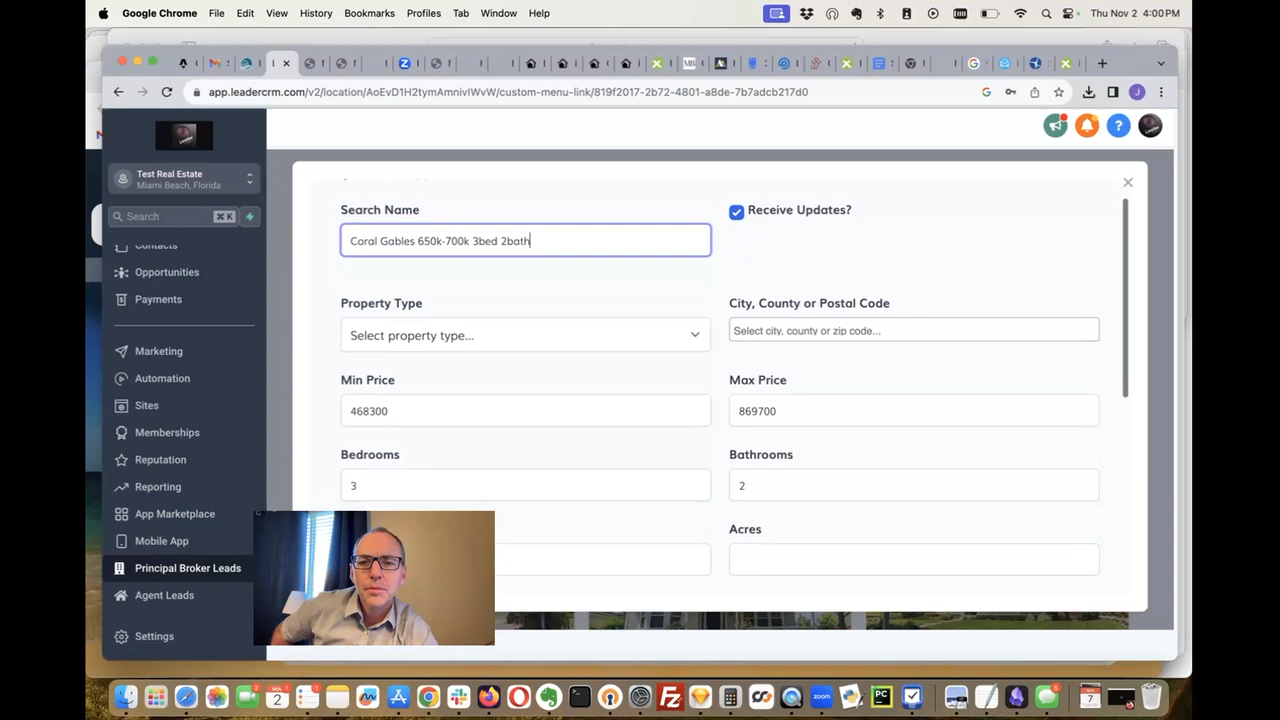 Google Chrome File Edit View History Bookmarks Profiles Tab Window Help Thu Nov 2 4:00PM
app.leadercrm.com/v2/location/AoEvD1H2tymAmnivIWvW/custom-menu-link/819f2017-2b72-4801-a8de-7b7adcb217d0
Test Real Estate
Miami Beach, Florida
Search ⌘ K
Contacts
Opportunities
Payments
Marketing
Automation
Sites
Memberships
Reputation
Reporting
App Marketplace
Mobile App
Principal Broker Leads
Agent Leads
Settings
Search Name
Receive Updates?
Coral Gables 650k-700k 3bed 2bath
Property Type
City, County or Postal Code
Select property type...
Select city, county or zip code...
Min Price
Max Price
468300
869700
Bedrooms
Bathrooms
3
2
Acres